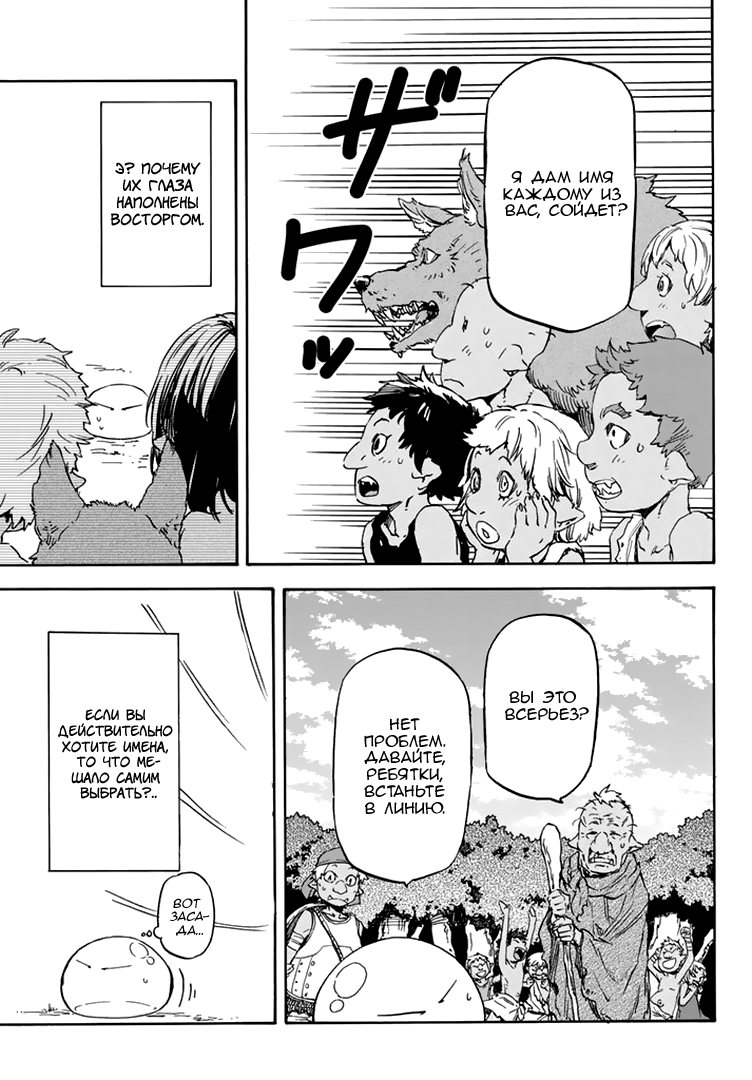 Я ДАМ ИМЯ
КАЖДОМУ ИЗ
ВАС, СОЙДЕТ?
ザワッ
Э? ПОЧЕМУ
ИХ ГЛАЗА
НАПОЛНЕНЫ
ВОСТОРГОМ.
ВЫ ЭТО
ВСЕРЬЕЗ?
НЕТ
ПРОБЛЕМ.
ДАВАЙТЕ,
РЕБЯТКИ,
ВСТАНЬТЕ
В ЛИНИЮ.
ЕСЛИ ВЫ
ДЕЙСТВИТЕЛЬНО
ХОТИТЕ ИМЕНА,
ТО ЧТО МЕ-
ШАЛО САМИМ
ВЫБРАТЬ?..
ВОТ
ЗАСА-
ДА...